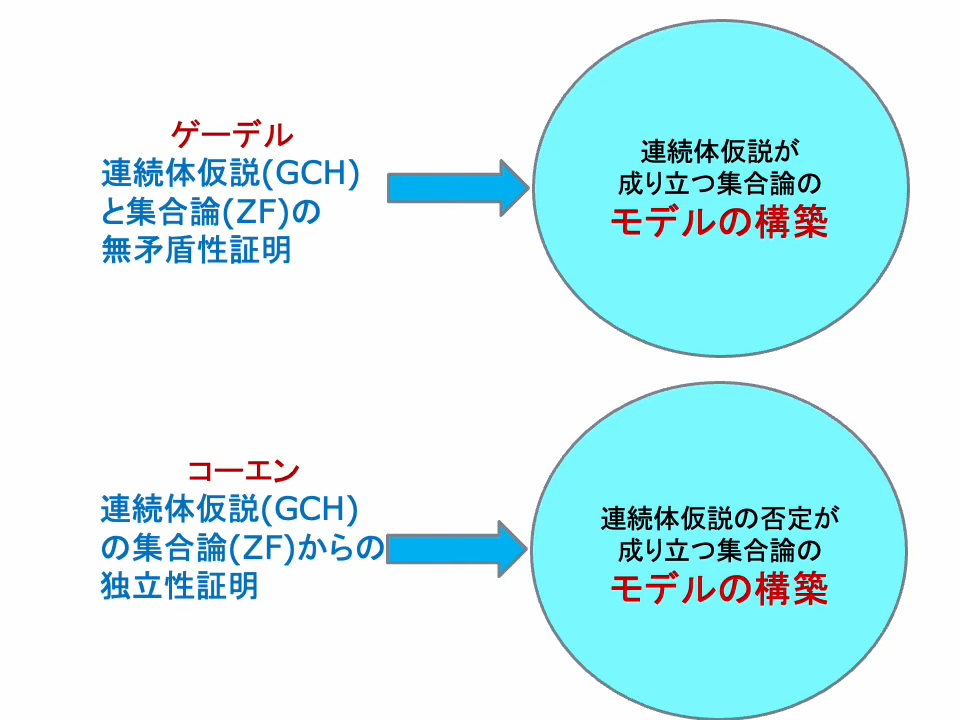 ゲーデル
連続体仮説(GCH)
と集合論(ZF)の
無矛盾性証明
連続体仮説が
成り立つ集合論の
モデルの構築
コーエン
連続体仮説(GCH)
の集合論(ZF)からの
独立性証明
連続体仮説の否定が
成り立つ集合論の
モデルの構築